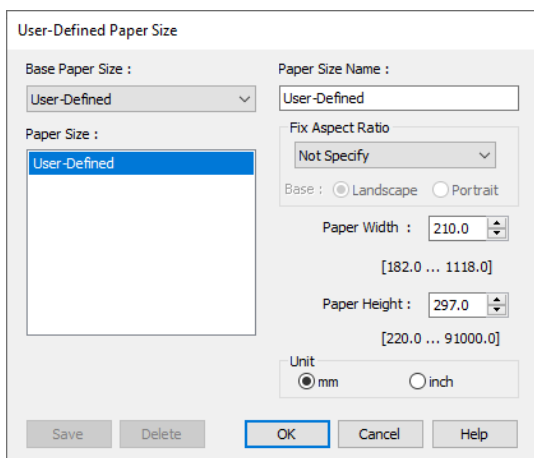 User-Defined Paper Size
Base Paper Size :
User-Defined
Paper Size :
User-Defined
Paper Size Name :
User-Defined
Fix Aspect Ratio
Not Specify
Base : Landscape Portrait
Paper Width : 210.0
[182.0 ... 1118.0]
Paper Height : 297.0
[220.0 ... 91000.0]
Unit
mm inch
Save Delete OK Cancel Help